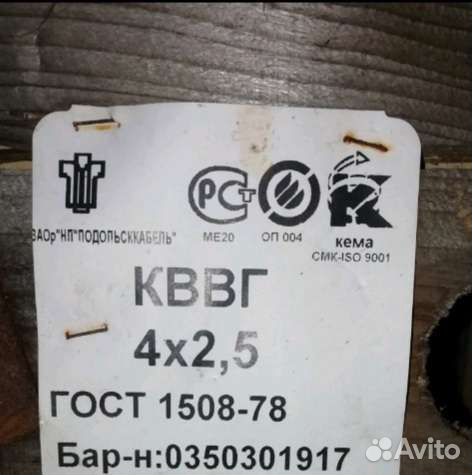 РСТ
К
ЗАОр"НП"ПОДОЛЬСККАБЕЛЬ"
МЕ20
ОП 004
кема
СМК-ISO 9001
КВВГ
4х2,5
ГОСТ 1508-78
Бар-н:0350301917
Avito